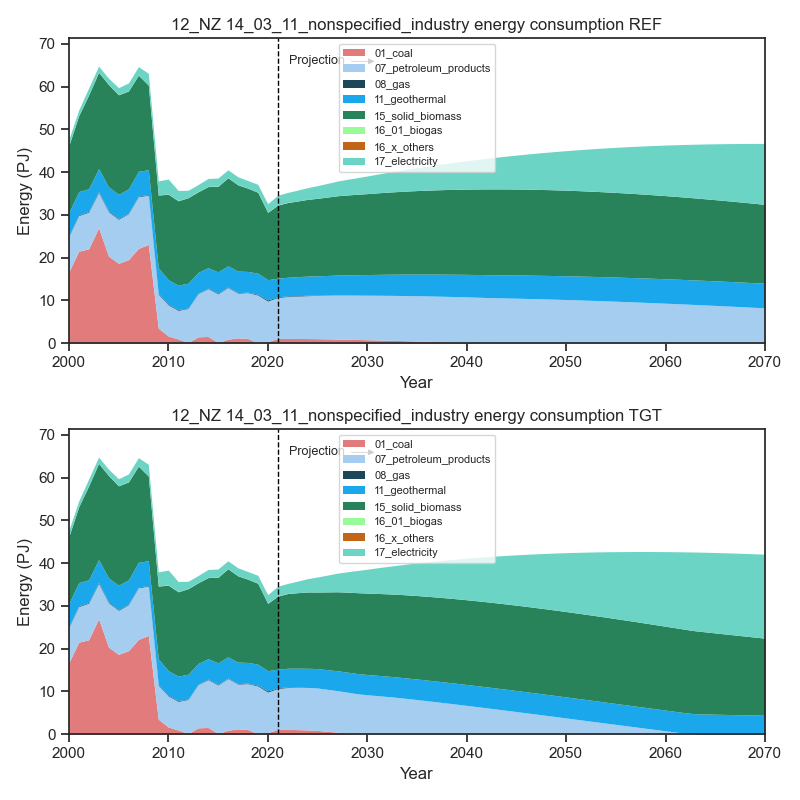 12_NZ 14_03_11_nonspecified_industry energy consumption REF
70
60
50
40
30
20
10
0
Energy (PJ)
Projection
01_coal
07_petroleum_products
08_gas
11_geothermal
15_solid_biomass
16_01_biogas
16_x_others
17_electricity
2000 2010 2020 2030 2040 2050 2060 2070
Year
12_NZ 14_03_11_nonspecified_industry energy consumption TGT
70
60
50
40
30
20
10
0
Energy (PJ)
Projection
01_coal
07_petroleum_products
08_gas
11_geothermal
15_solid_biomass
16_01_biogas
16_x_others
17_electricity
2000 2010 2020 2030 2040 2050 2060 2070
Year